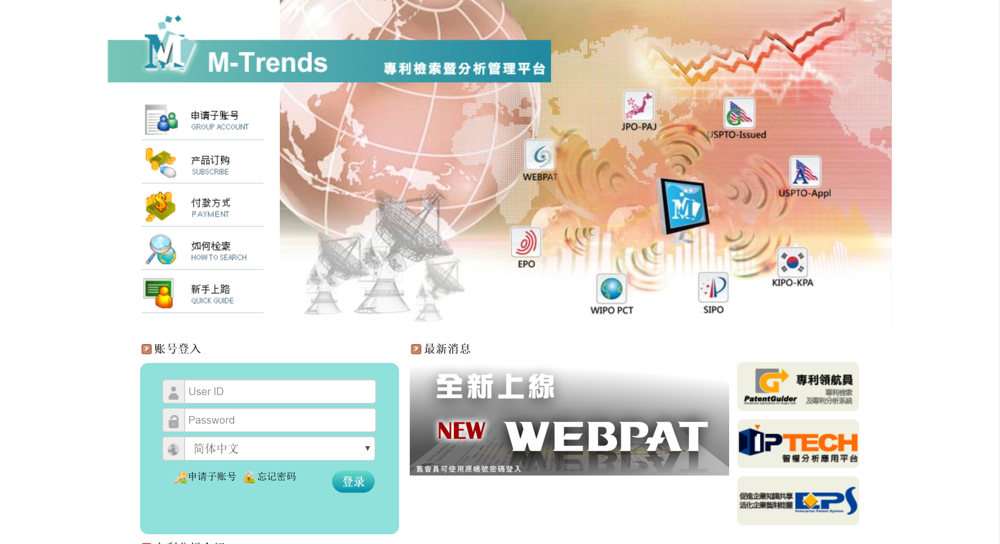 M-Trends
專利檢索暨分析管理平台
申请子账号
GROUP ACCOUNT
产品订购
SUBSCRIBE
付款方式
PAYMENT
如何检索
HOW TO SEARCH
新手上路
QUICK GUIDE
JPO-PAJ
USPTO-Issued
WEBPAT
USPTO-Appl
EPO
KIPO-KPA
WIPO PCT
SIPO
账号登入
User ID
Password
简体中文
申请子账号
忘记密码
登录
最新消息
全新上線
NEW WEBPAT
舊會員可使用原帳號密碼登入
專利領航員
專利檢索
PatentGuider
及專利分析系統
IPTECH
智權分析應用平台
促進企業知識共享
活化企業智財能量
EPS
Enterprise Patent System